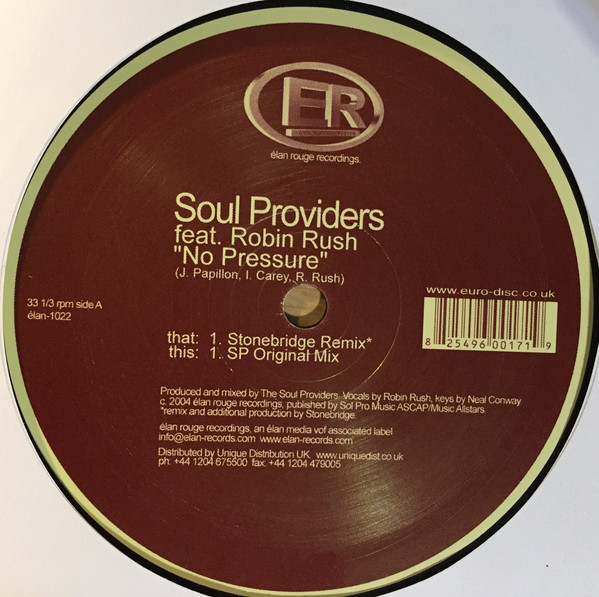 ER
élan rouge recordings.
Soul Providers
feat. Robin Rush
"No Pressure"
(J. Papillon, I. Carey, R. Rush)
33 1/3 rpm side A
élan-1022
www.euro-disc.co.uk
8 25496 00171 9
that: 1. Stonebridge Remix*
this: 1. SP Original Mix
Produced and mixed by The Soul Providers. Vocals by Robin Rush, keys by Neal Conway
c. 2004 élan rouge recordings, published by Sol Pro Music ASCAP/Music Allstars
*remix and additional production by Stonebridge.
élan rouge recordings, an élan media vof associated label
info@elan-records.com www.elan-records.com
Distributed by Unique Distribution UK www.uniquedist.co.uk
ph: +44 1204 675500 fax: +44 1204 479005